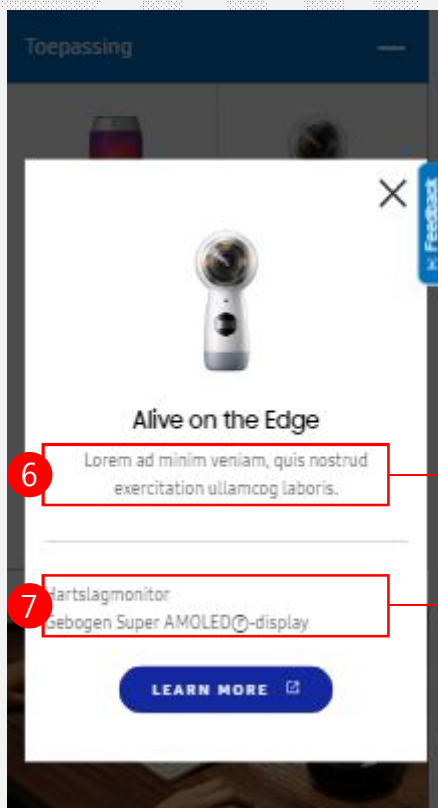 Toepassing
Feedback
Alive on the Edge
6
Lorem ad minim veniam, quis nostrud
exercitation ullamcog laboris.
7
Hartslagmonitor
Gebogen Super AMOLEDⓇ-display
LEARN MORE